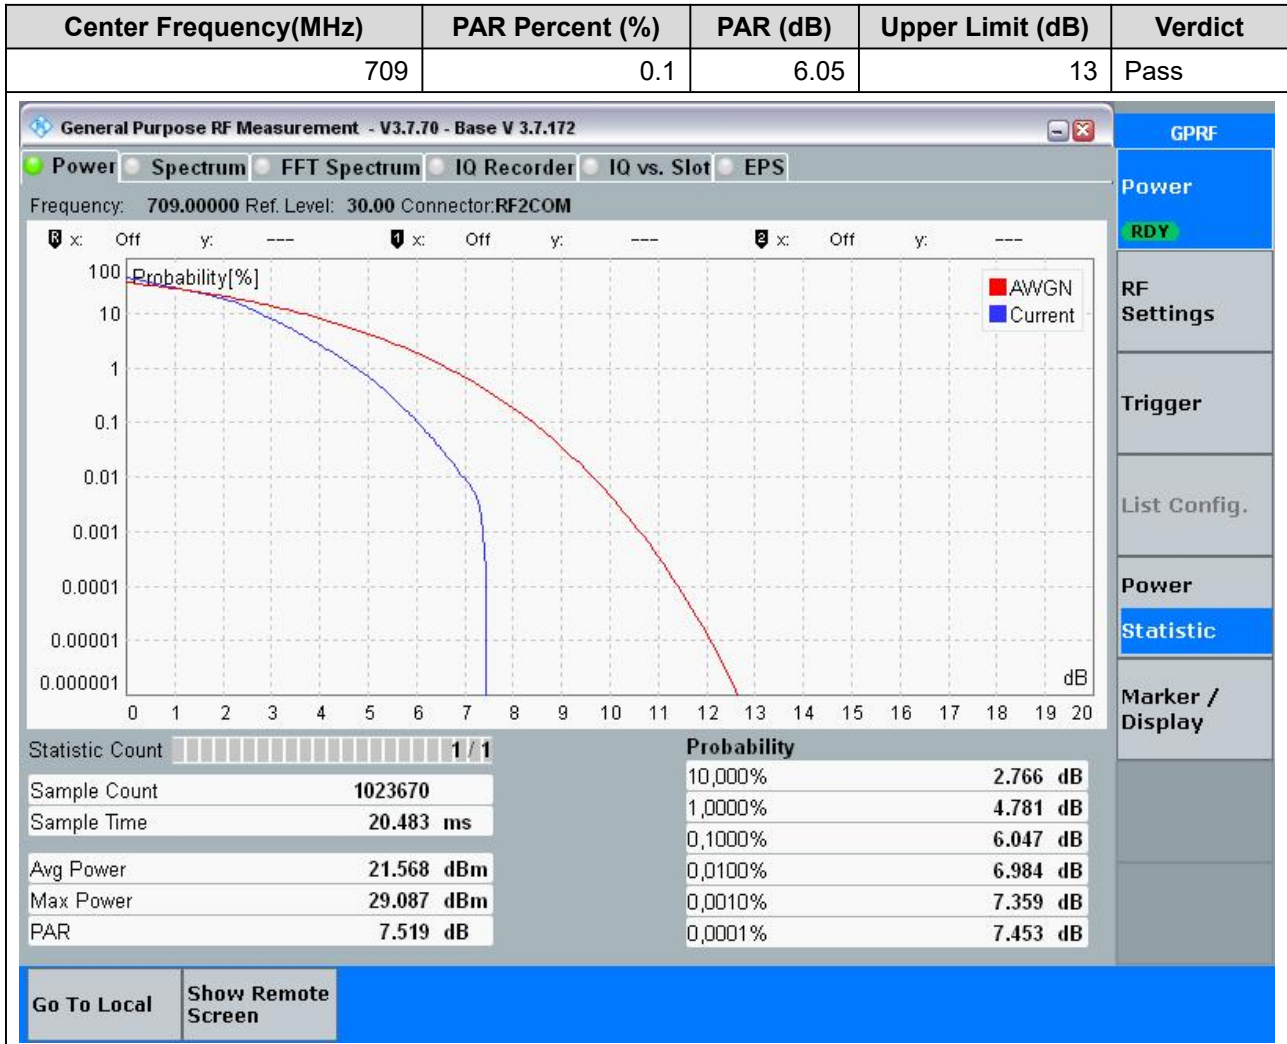 Center Frequency(MHz) PAR Percent (%) PAR (dB) Upper Limit (dB) Verdict
709 0.1 6.05 13 Pass
General Purpose RF Measurement - V3.7.70 - Base V 3.7.172
GPRF
Power Spectrum FFT Spectrum IQ Recorder IQ vs. Slot EPS
Power
RDY
Frequency: 709.00000 Ref. Level: 30.00 Connector:RF2COM
R x: Off y: --- 1 x: Off y: --- 2 x: Off y: ---
100 Probability[%]
10
1
0.1
0.01
0.001
0.0001
0.00001
0.000001
AWGN
Current
dB
0 1 2 3 4 5 6 7 8 9 10 11 12 13 14 15 16 17 18 19 20
RF
Settings
Trigger
List Config.
Power
Statistic
Marker /
Display
Statistic Count 1 / 1
Sample Count 1023670
Sample Time 20.483 ms
Avg Power 21.568 dBm
Max Power 29.087 dBm
PAR 7.519 dB
Probability
10,000% 2.766 dB
1,0000% 4.781 dB
0,1000% 6.047 dB
0,0100% 6.984 dB
0,0010% 7.359 dB
0,0001% 7.453 dB
Go To Local
Show Remote
Screen